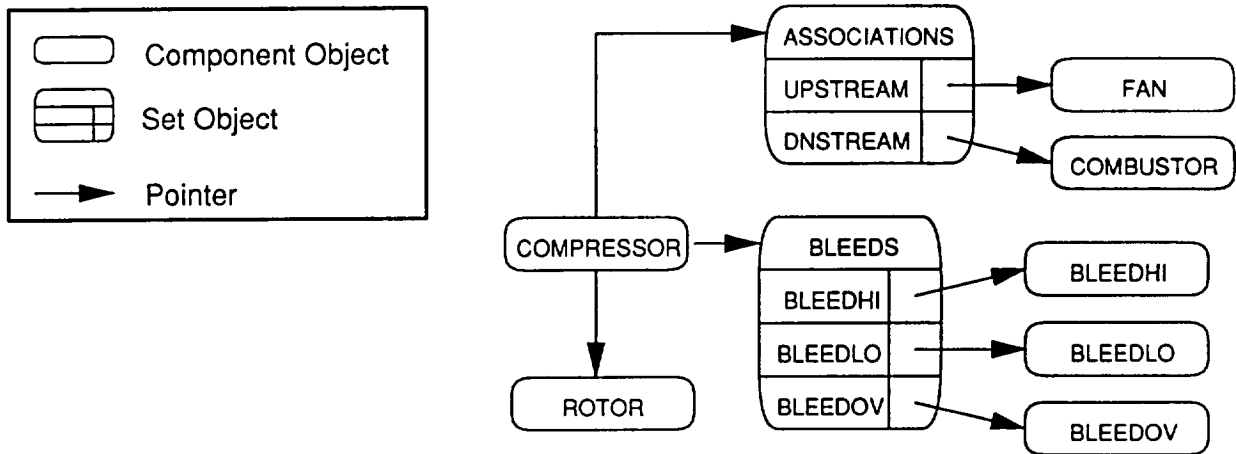 Component Object
Set Object
Pointer
ASSOCIATIONS
UPSTREAM
FAN
DNSTREAM
COMBUSTOR
COMPRESSOR
BLEEDS
BLEEDHI
BLEEDHI
BLEEDLO
BLEEDLO
ROTOR
BLEEDOV
BLEEDOV